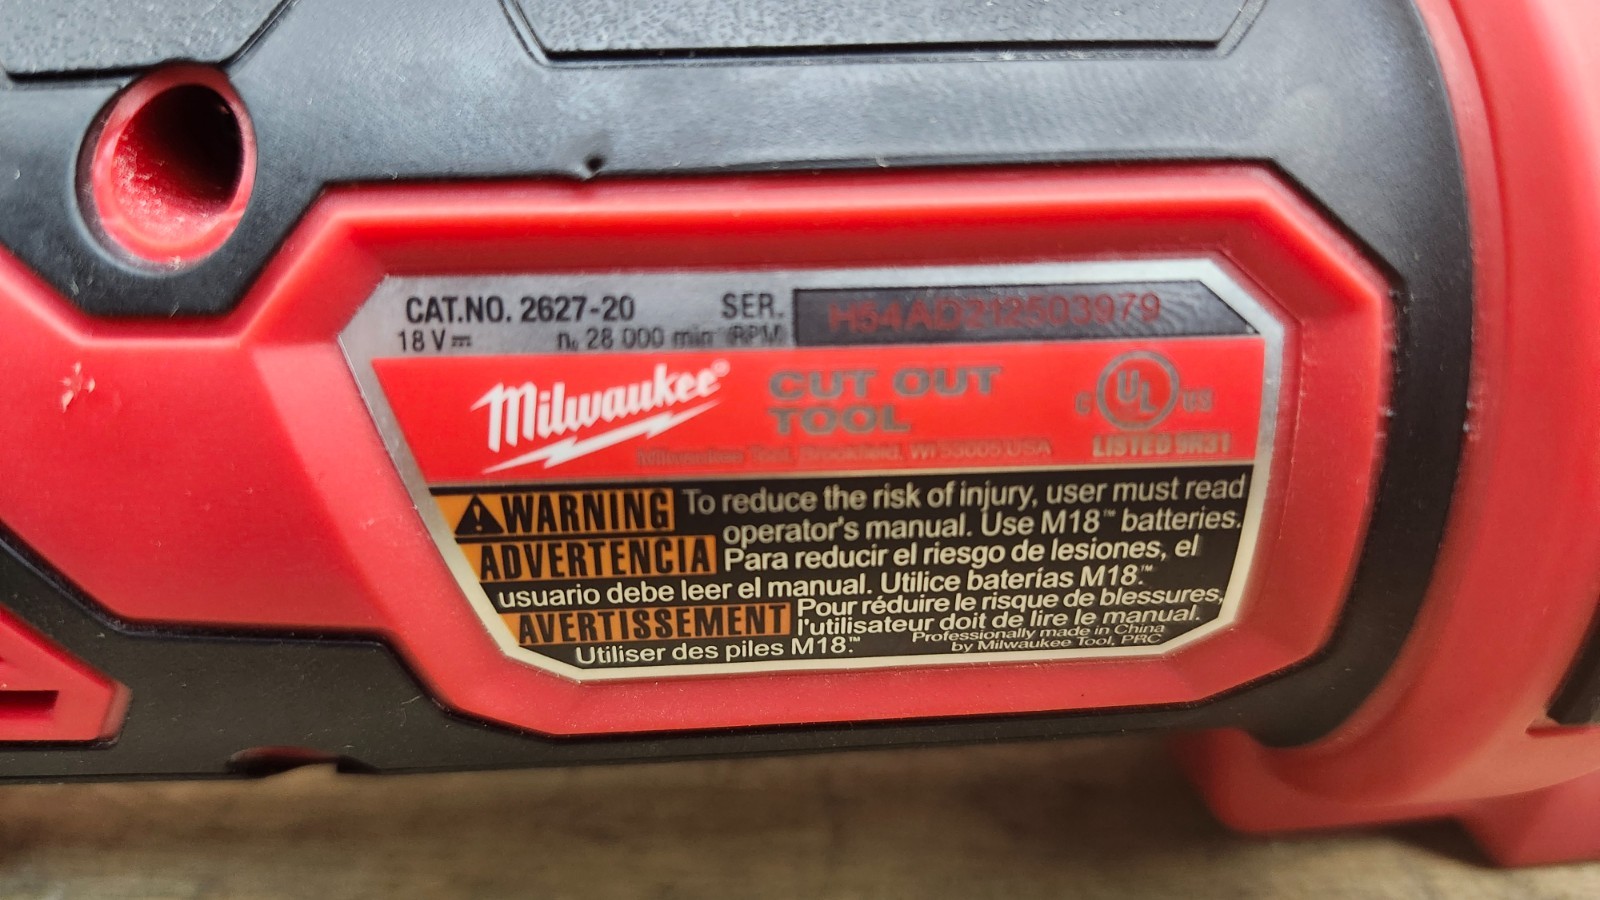 CAT.NO. 2627-20 SER. H54AD212503979
18 V⎓ n₀ 28 000 min (RPM)
Milwaukee® CUT OUT
TOOL
Milwaukee Tool, Brookfield, WI 53005 USA
C UL US
LISTED 9R31
⚠WARNING To reduce the risk of injury, user must read
operator's manual. Use M18™ batteries.
ADVERTENCIA Para reducir el riesgo de lesiones, el
usuario debe leer el manual. Utilice baterías M18.™
AVERTISSEMENT Pour réduire le risque de blessures,
l'utilisateur doit de lire le manual.
Utiliser des piles M18.™
Professionally made in China
by Milwaukee Tool, PRC